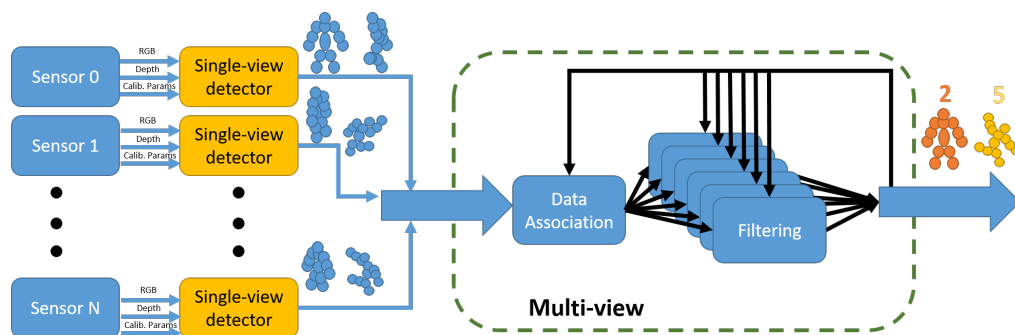 RGB
Sensor 0
Depth
Calib. Params
Single-view
detector
RGB
Sensor 1
Depth
Calib. Params
Single-view
detector
RGB
Sensor N
Depth
Calib. Params
Single-view
detector
Data
Association
Filtering
Multi-view
2
5